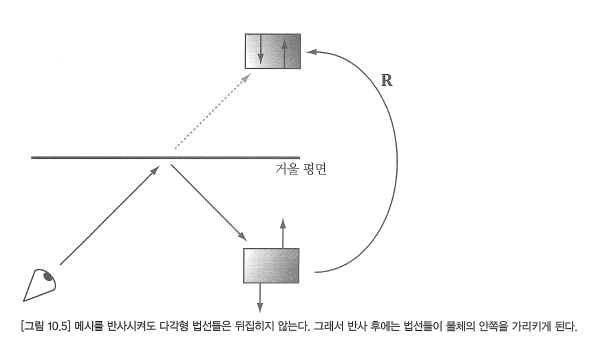 R
거울 평면
[그림 10.5] 메시를 반사시켜도 다각형 법선들은 뒤집히지 않는다. 그래서 반사 후에는 법선들이 물체의 안쪽을 가리키게 된다.